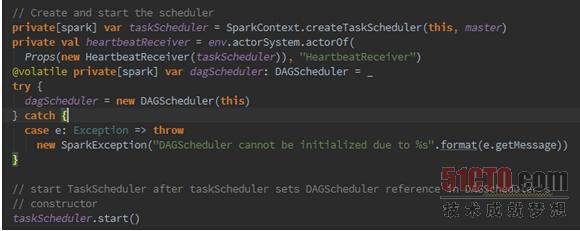 // Create and start the scheduler
private[spark] var taskScheduler = SparkContext.createTaskScheduler(this, master)
private val heartbeatReceiver = env.actorSystem.actorOf(
Props(new HeartbeatReceiver(taskScheduler)), "HeartbeatReceiver")
@volatile private[spark] var dagScheduler: DAGScheduler = _
try {
dagScheduler = new DAGScheduler(this)
} catch {
case e: Exception => throw
new SparkException("DAGScheduler cannot be initialized due to %s".format(e.getMessage))
}
// start TaskScheduler after taskScheduler sets DAGScheduler reference in DAGScheduler's
// constructor
taskScheduler.start()
51CTO.com
技术成就梦想